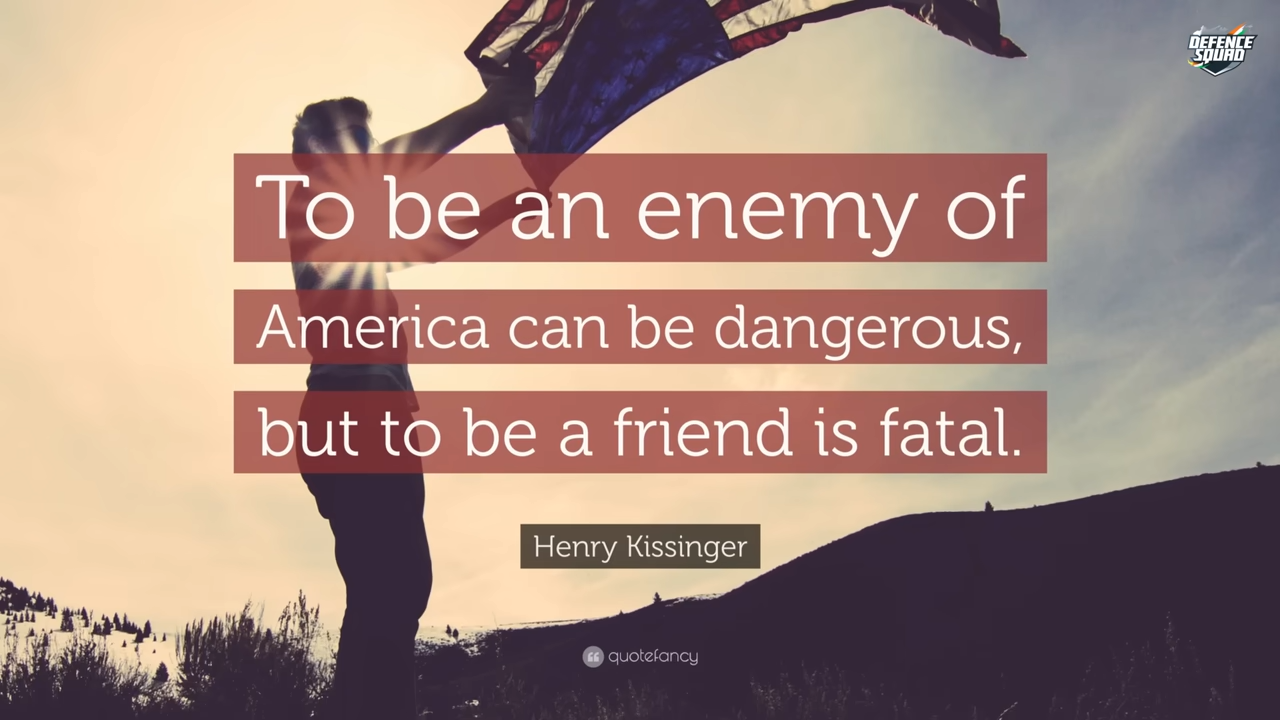 DEFENCE
SQUAD
To be an enemy of
America can be dangerous,
but to be a friend is fatal.
Henry Kissinger
quotefancy